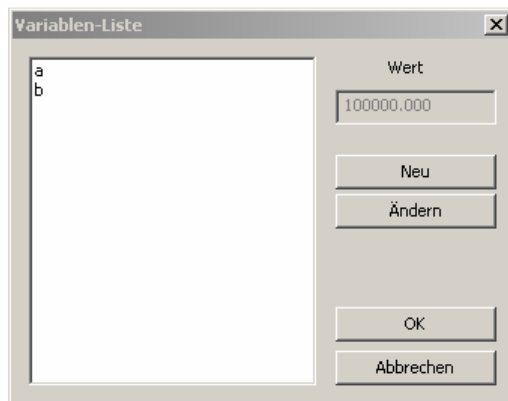 Variablen-Liste
a
b
Wert
100000.000
Neu
Ändern
OK
Abbrechen